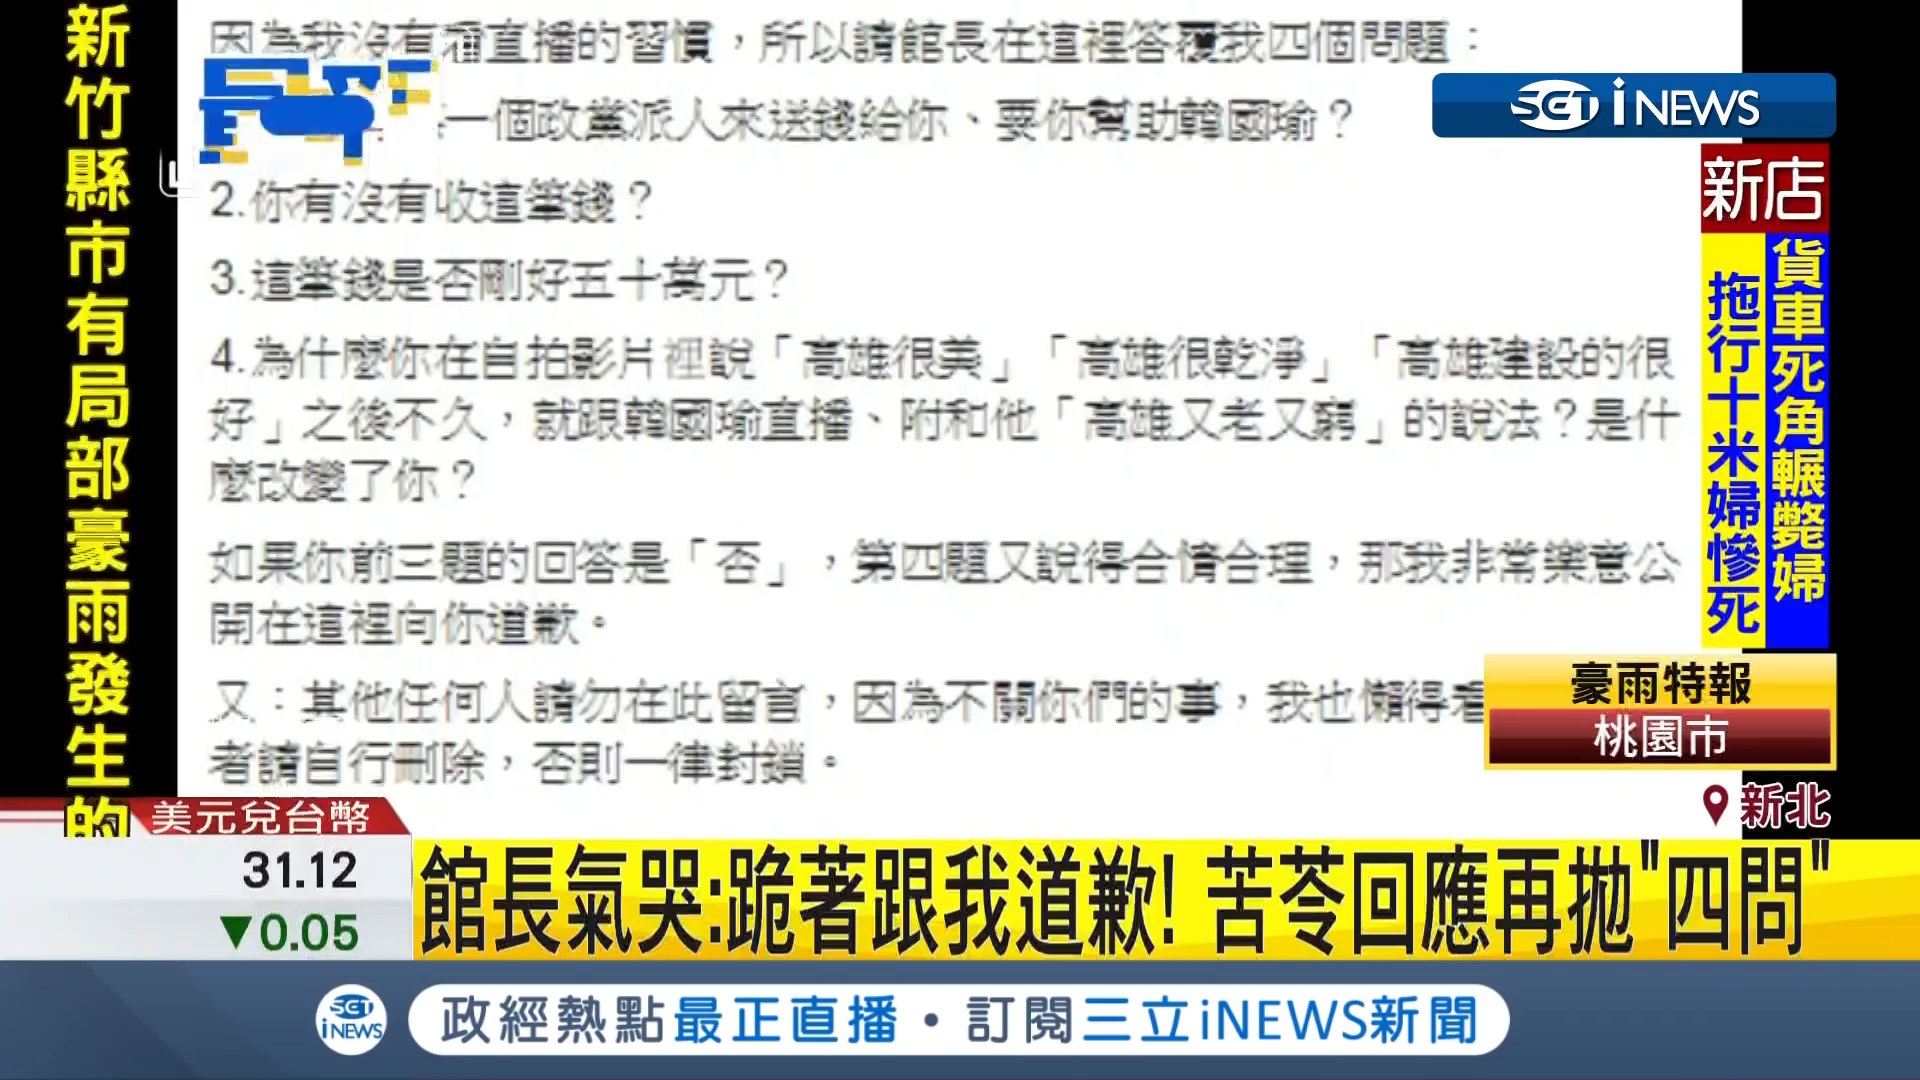 新竹縣市有局部豪雨發生的
因為我沒有看直播的習慣，所以請館長在這裡答覆我四個問題：
一個政黨派人來送錢給你、要你幫助韓國瑜？
2.你有沒有收這筆錢？
3.這筆錢是否剛好五十萬元？
4.為什麼你在自拍影片裡說「高雄很美」「高雄很乾淨」「高雄建設的很
好」之後不久，就跟韓國瑜直播、附和他「高雄又老又窮」的說法？是什
麼改變了你？
如果你前三題的回答是「否」，第四題又說得合情合理，那我非常樂意公
開在這裡向你道歉。
又：其他任何人請勿在此留言，因為不關你們的事，我也懶得看
者請自行刪除，否則一律封鎖。
SET iNEWS
新店
貨車死角輾斃婦
拖行十米婦慘死
豪雨特報
桃園市
新北
美元兌台幣
31.12
▼0.05
館長氣哭:跪著跟我道歉! 苦苓回應再拋"四問"
SET iNEWS
政經熱點最正直播・訂閱三立iNEWS新聞